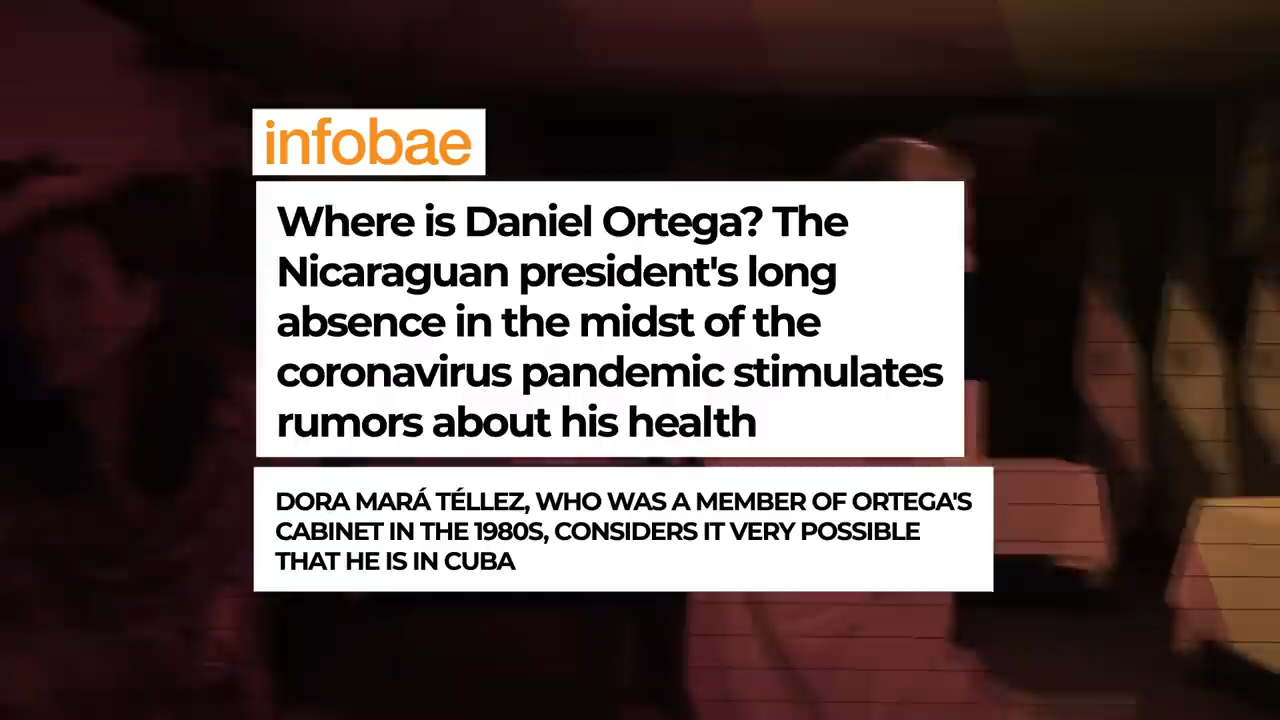 infobae
Where is Daniel Ortega? The
Nicaraguan president's long
absence in the midst of the
coronavirus pandemic stimulates
rumors about his health
DORA MARÁ TÉLLEZ, WHO WAS A MEMBER OF ORTEGA'S
CABINET IN THE 1980S, CONSIDERS IT VERY POSSIBLE
THAT HE IS IN CUBA